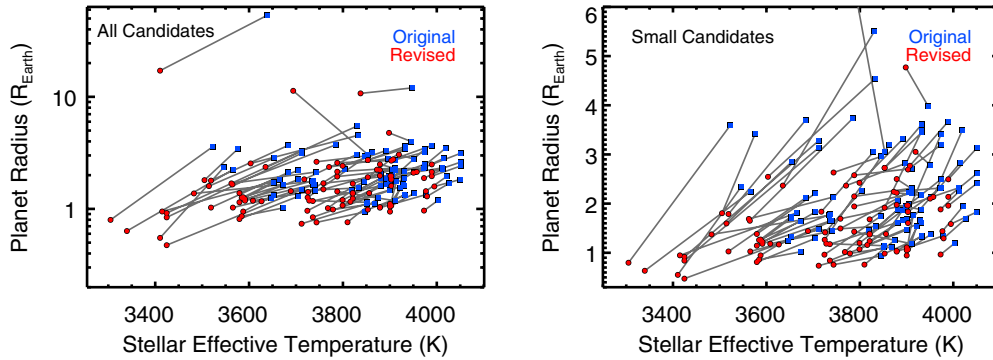 All Candidates
Original
Revised
10
1
Planet Radius (R_Earth)
3400 3600 3800 4000
Stellar Effective Temperature (K)
Small Candidates
Original
Revised
6
5
4
3
2
1
Planet Radius (R_Earth)
3400 3600 3800 4000
Stellar Effective Temperature (K)